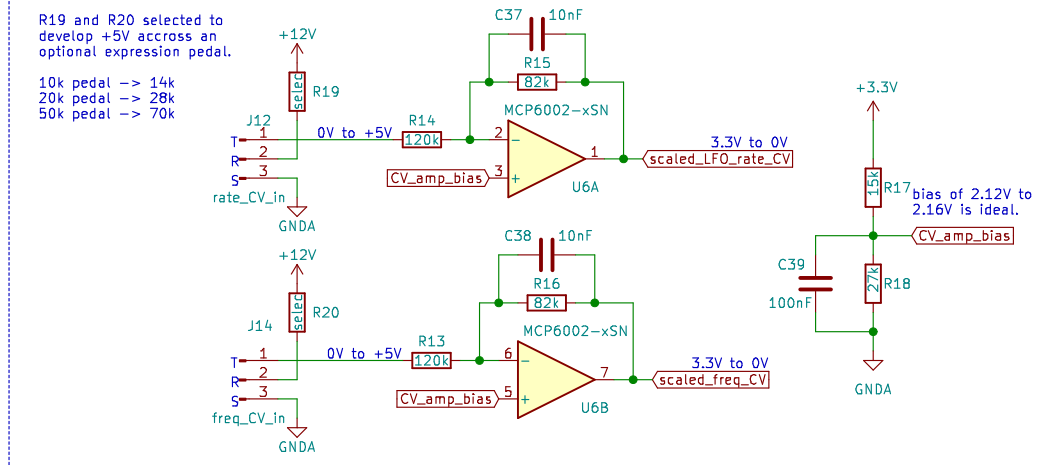 R19 and R20 selected to
develop +5V accross an
optional expression pedal.
10k pedal -> 14k
20k pedal -> 28k
50k pedal -> 70k
+12V
selec
R19
J12
T 1
R 2
S 3
rate_CV_in
GNDA
0V to +5V
R14
120k
C37 10nF
R15
82k
MCP6002-xSN
2
3
1
-
+
U6A
CV_amp_bias
3.3V to 0V
scaled_LFO_rate_CV
+12V
selec
R20
J14
T 1
R 2
S 3
freq_CV_in
GNDA
0V to +5V
R13
120k
C38 10nF
R16
82k
MCP6002-xSN
6
5
7
-
+
U6B
CV_amp_bias
3.3V to 0V
scaled_freq_CV
+3.3V
15k
R17
bias of 2.12V to
2.16V is ideal.
CV_amp_bias
C39
100nF
27k
R18
GNDA